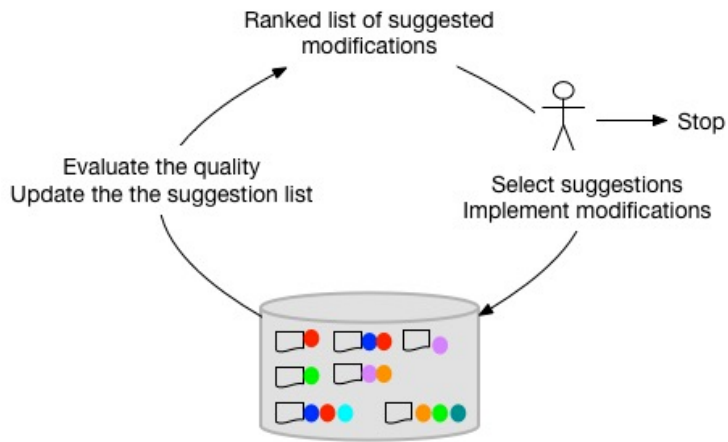 Ranked list of suggested
modifications
Stop
Evaluate the quality
Update the the suggestion list
Select suggestions
Implement modifications